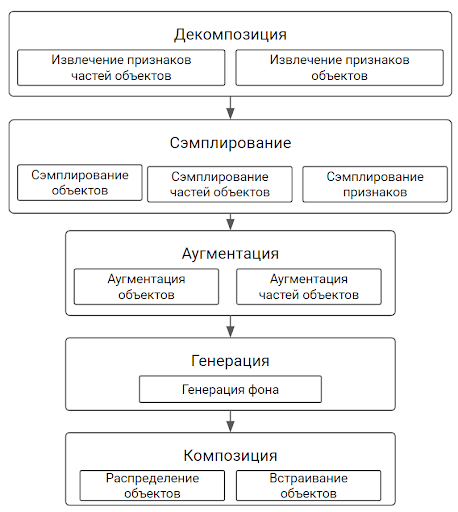 Декомпозиция
Извлечение признаков
частей объектов
Извлечение признаков
объектов
Сэмплирование
Сэмплирование
объектов
Сэмплирование
частей объектов
Сэмплирование
признаков
Аугментация
Аугментация
объектов
Аугментация
частей объектов
Генерация
Генерация фона
Композиция
Распределение
объектов
Встраивание
объектов